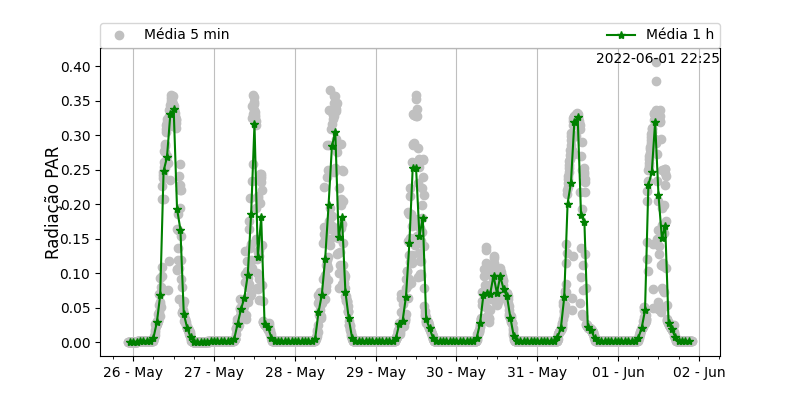 Média 5 min
Média 1 h
2022-06-01 22:25
Radiação PAR
0.40
0.35
0.30
0.25
0.20
0.15
0.10
0.05
0.00
26 - May
27 - May
28 - May
29 - May
30 - May
31 - May
01 - Jun
02 - Jun